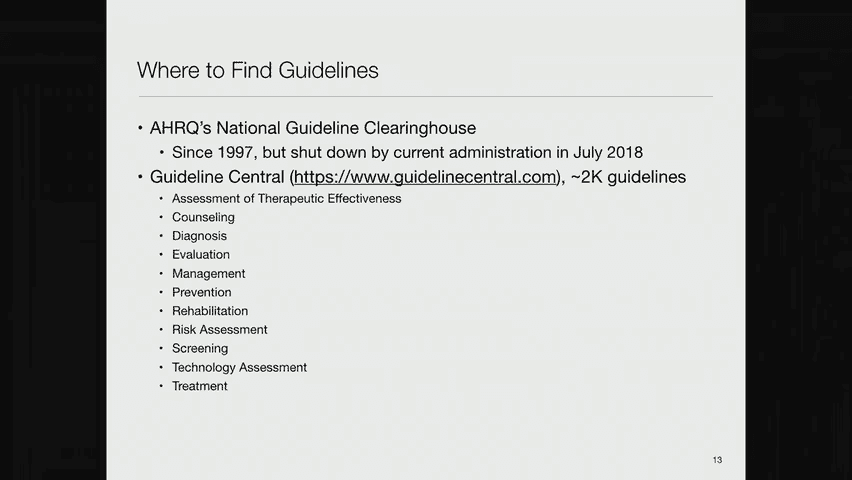 Where to Find Guidelines
• AHRQ's National Guideline Clearinghouse
• Since 1997, but shut down by current administration in July 2018
• Guideline Central (https://www.guidelinecentral.com), ~2K guidelines
• Assessment of Therapeutic Effectiveness
• Counseling
• Diagnosis
• Evaluation
• Management
• Prevention
• Rehabilitation
• Risk Assessment
• Screening
• Technology Assessment
• Treatment
13